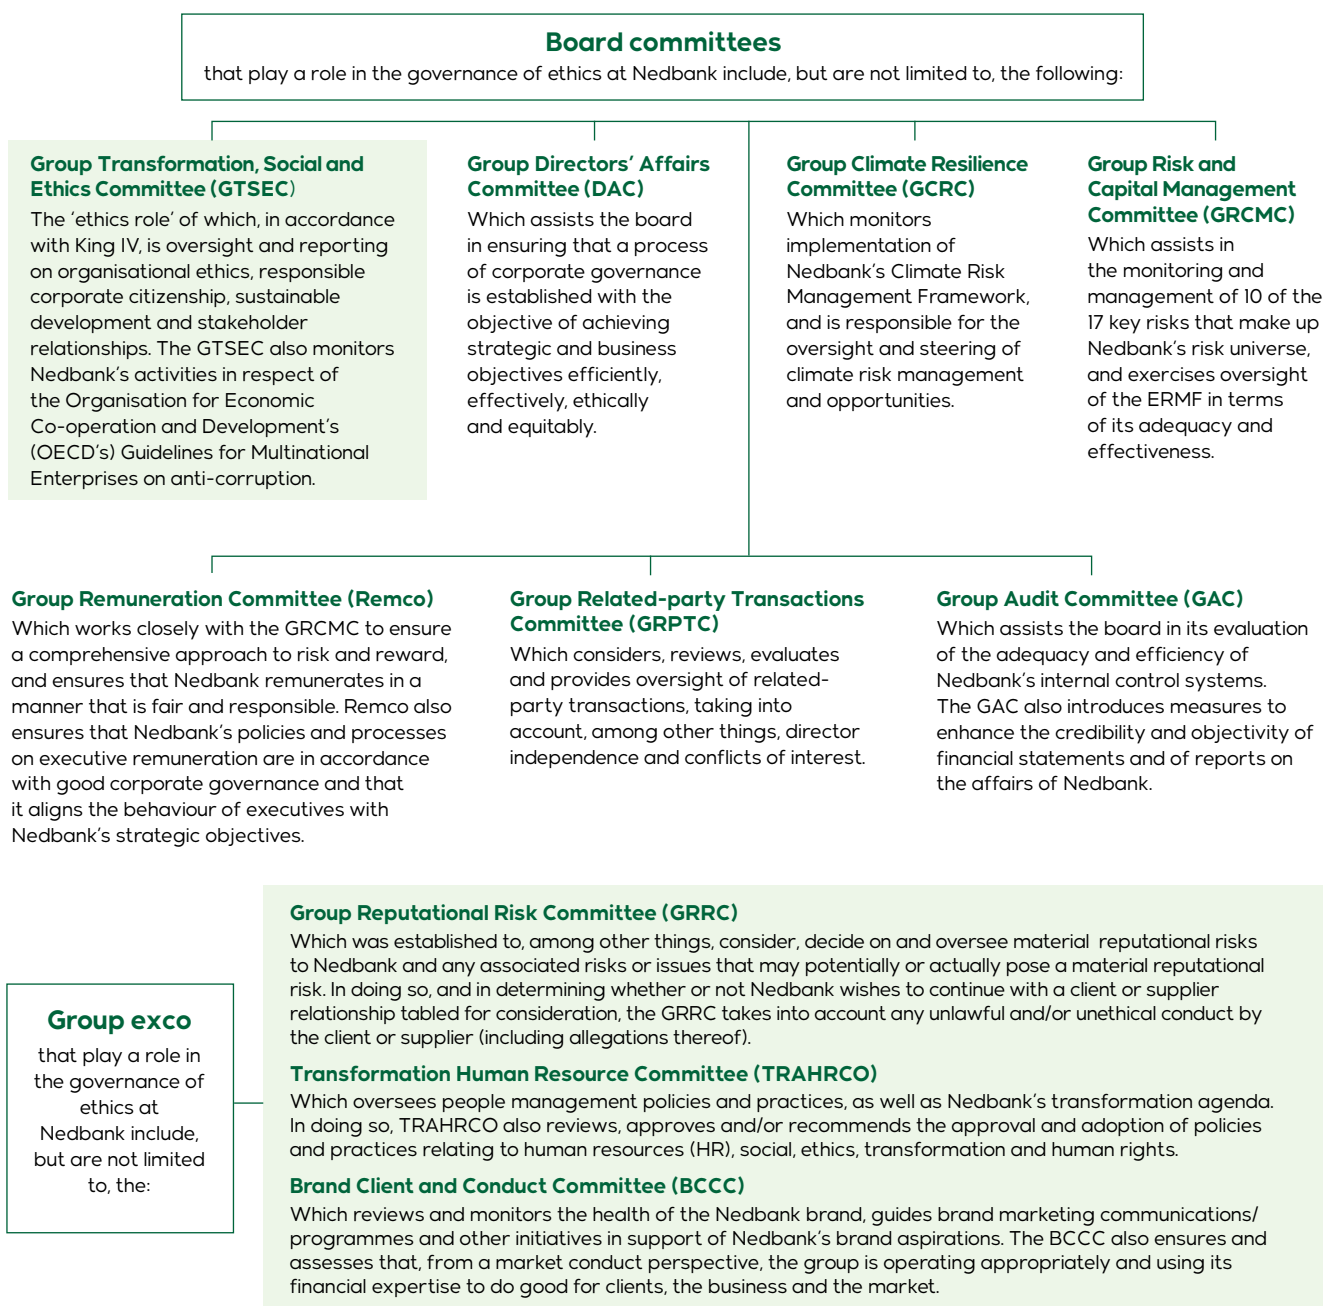 Board committees
that play a role in the governance of ethics at Nedbank include, but are not limited to, the following:
Group Transformation, Social and
Ethics Committee (GTSEC)
The ‘ethics role’ of which, in accordance
with King IV, is oversight and reporting
on organisational ethics, responsible
corporate citizenship, sustainable
development and stakeholder
relationships. The GTSEC also monitors
Nedbank’s activities in respect of
the Organisation for Economic
Co-operation and Development’s
(OECD’s) Guidelines for Multinational
Enterprises on anti-corruption.
Group Directors’ Affairs
Committee (DAC)
Which assists the board
in ensuring that a process
of corporate governance
is established with the
objective of achieving
strategic and business
objectives efficiently,
effectively, ethically
and equitably.
Group Climate Resilience
Committee (GCRC)
Which monitors
implementation of
Nedbank’s Climate Risk
Management Framework,
and is responsible for the
oversight and steering of
climate risk management
and opportunities.
Group Risk and
Capital Management
Committee (GRCMC)
Which assists in
the monitoring and
management of 10 of the
17 key risks that make up
Nedbank’s risk universe,
and exercises oversight
of the ERMF in terms
of its adequacy and
effectiveness.
Group Remuneration Committee (Remco)
Which works closely with the GRCMC to ensure
a comprehensive approach to risk and reward,
and ensures that Nedbank remunerates in a
manner that is fair and responsible. Remco also
ensures that Nedbank’s policies and processes
on executive remuneration are in accordance
with good corporate governance and that
it aligns the behaviour of executives with
Nedbank’s strategic objectives.
Group Related-party Transactions
Committee (GRPTC)
Which considers, reviews, evaluates
and provides oversight of related-
party transactions, taking into
account, among other things, director
independence and conflicts of interest.
Group Audit Committee (GAC)
Which assists the board in its evaluation
of the adequacy and efficiency of
Nedbank’s internal control systems.
The GAC also introduces measures to
enhance the credibility and objectivity of
financial statements and of reports on
the affairs of Nedbank.
Group exco
that play a role in
the governance of
ethics at
Nedbank include,
but are not limited
to, the:
Group Reputational Risk Committee (GRRC)
Which was established to, among other things, consider, decide on and oversee material reputational risks
to Nedbank and any associated risks or issues that may potentially or actually pose a material reputational
risk. In doing so, and in determining whether or not Nedbank wishes to continue with a client or supplier
relationship tabled for consideration, the GRRC takes into account any unlawful and/or unethical conduct by
the client or supplier (including allegations thereof).
Transformation Human Resource Committee (TRAHRCO)
Which oversees people management policies and practices, as well as Nedbank’s transformation agenda.
In doing so, TRAHRCO also reviews, approves and/or recommends the approval and adoption of policies
and practices relating to human resources (HR), social, ethics, transformation and human rights.
Brand Client and Conduct Committee (BCCC)
Which reviews and monitors the health of the Nedbank brand, guides brand marketing communications/
programmes and other initiatives in support of Nedbank’s brand aspirations. The BCCC also ensures and
assesses that, from a market conduct perspective, the group is operating appropriately and using its
financial expertise to do good for clients, the business and the market.